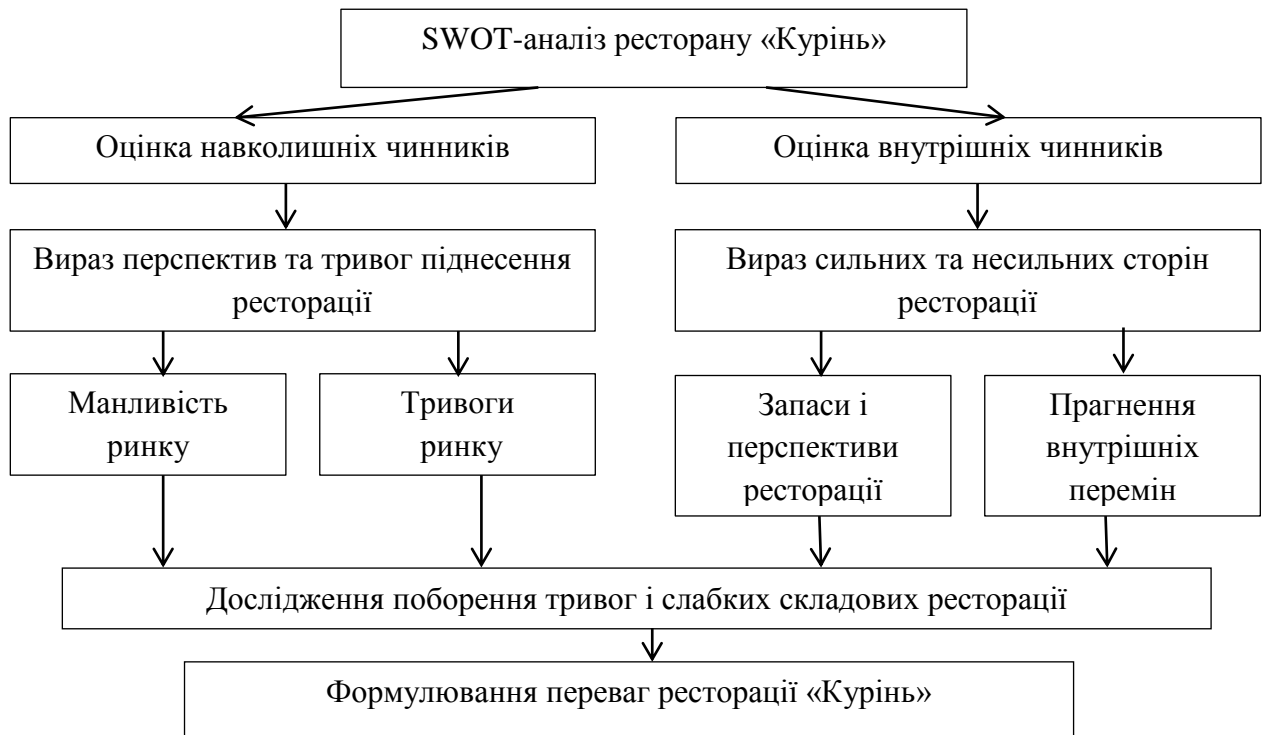 SWOT-аналіз ресторану «Курінь»
Оцінка навколишніх чинників
Оцінка внутрішніх чинників
Вираз перспектив та тривог піднесення
ресторації
Вираз сильних та несильних сторін
ресторації
Манливість
ринку
Тривоги
ринку
Запаси і
перспективи
ресторації
Прагнення
внутрішніх
перемін
Дослідження поборення тривог і слабких складових ресторації
Формулювання переваг ресторації «Курінь»